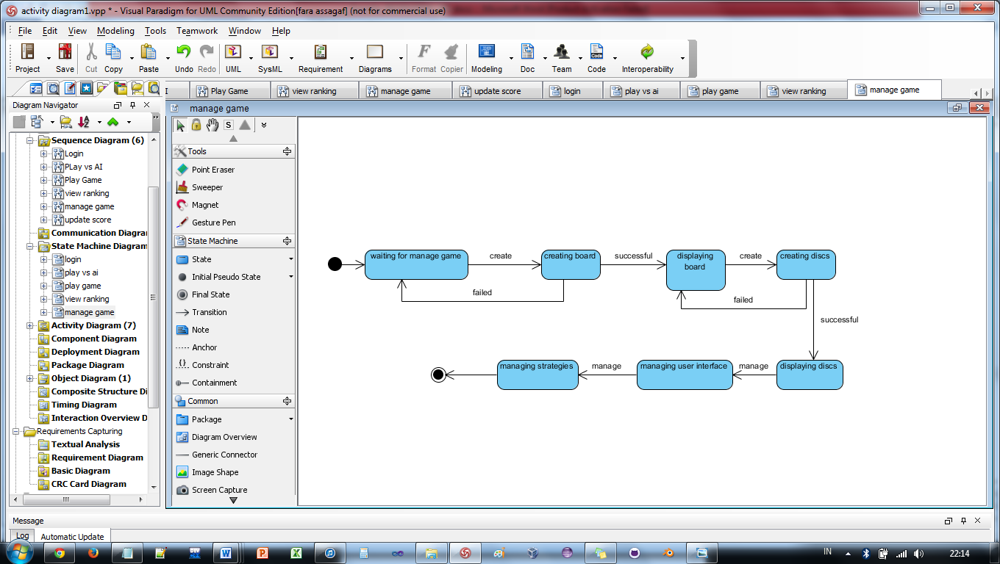 activity diagram1.vpp * - Visual Paradigm for UML Community Edition[fara assagaf] (not for commercial use)
File Edit View Modeling Tools Teamwork Window Help
Project Save Cut Copy Paste Undo Redo UML SysML Requirement Diagrams Format Copier Modeling Doc Team Code Interoperability
Play Game view ranking manage game update score login play vs ai play game view ranking manage game
Diagram Navigator
manage game
Sequence Diagram (6)
Login
PLay vs AI
Play Game
view ranking
manage game
update score
Communication Diagra
State Machine Diagram
login
play vs ai
play game
view ranking
manage game
Activity Diagram (7)
Component Diagram
Deployment Diagram
Package Diagram
Object Diagram (1)
Composite Structure Di
Timing Diagram
Interaction Overview D
Requirements Capturing
Textual Analysis
Requirement Diagram
Basic Diagram
CRC Card Diagram
S
Tools
Point Eraser
Sweeper
Magnet
Gesture Pen
State Machine
State
Initial Pseudo State
Final State
Transition
Note
Anchor
Constraint
Containment
Common
Package
Diagram Overview
Generic Connector
Image Shape
Screen Capture
waiting for manage game
create
creating board
successful
displaying
board
create
creating discs
failed
failed
successful
managing strategies
manage
managing user interface
manage
displaying discs
Message
Log Automatic Update
IN
22:14